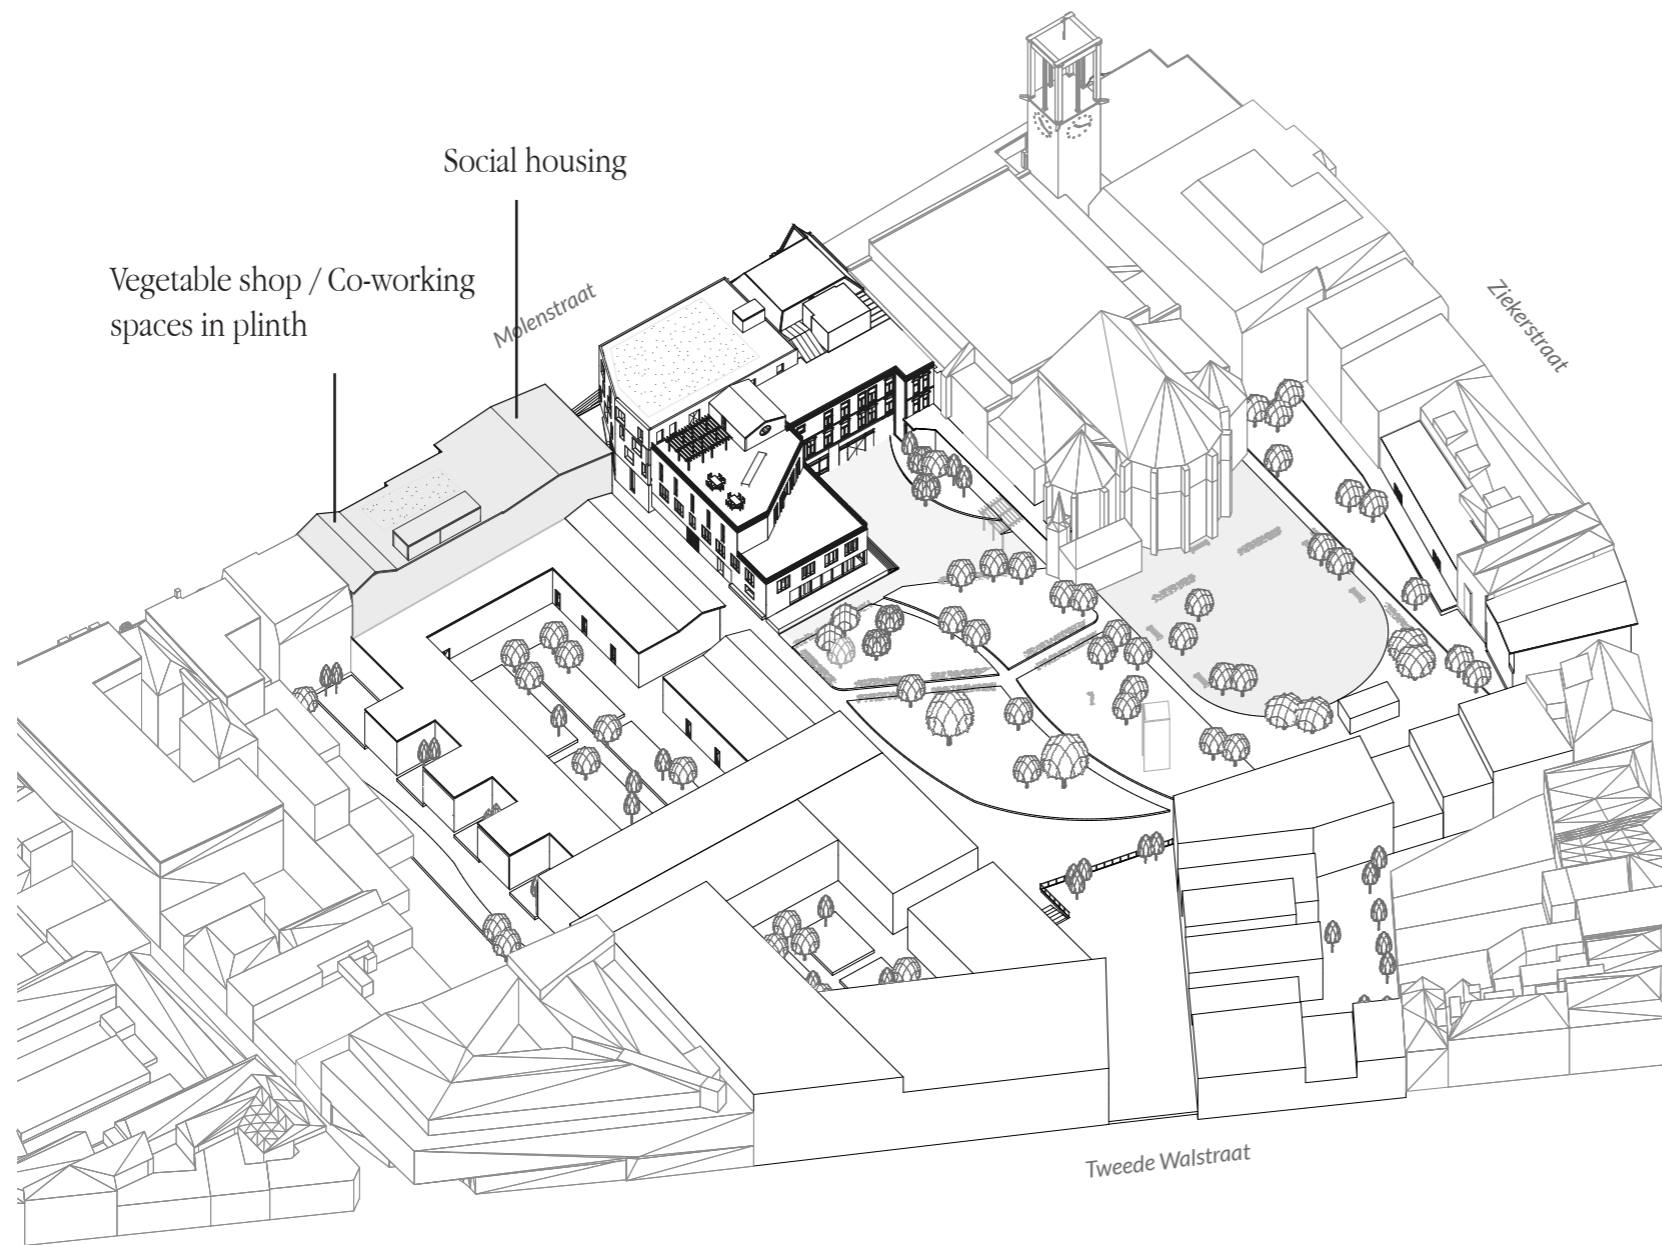 Social housing
Vegetable shop / Co-working
spaces in plinth
Molenstraat
Ziekerstraat
Tweede Walstraat